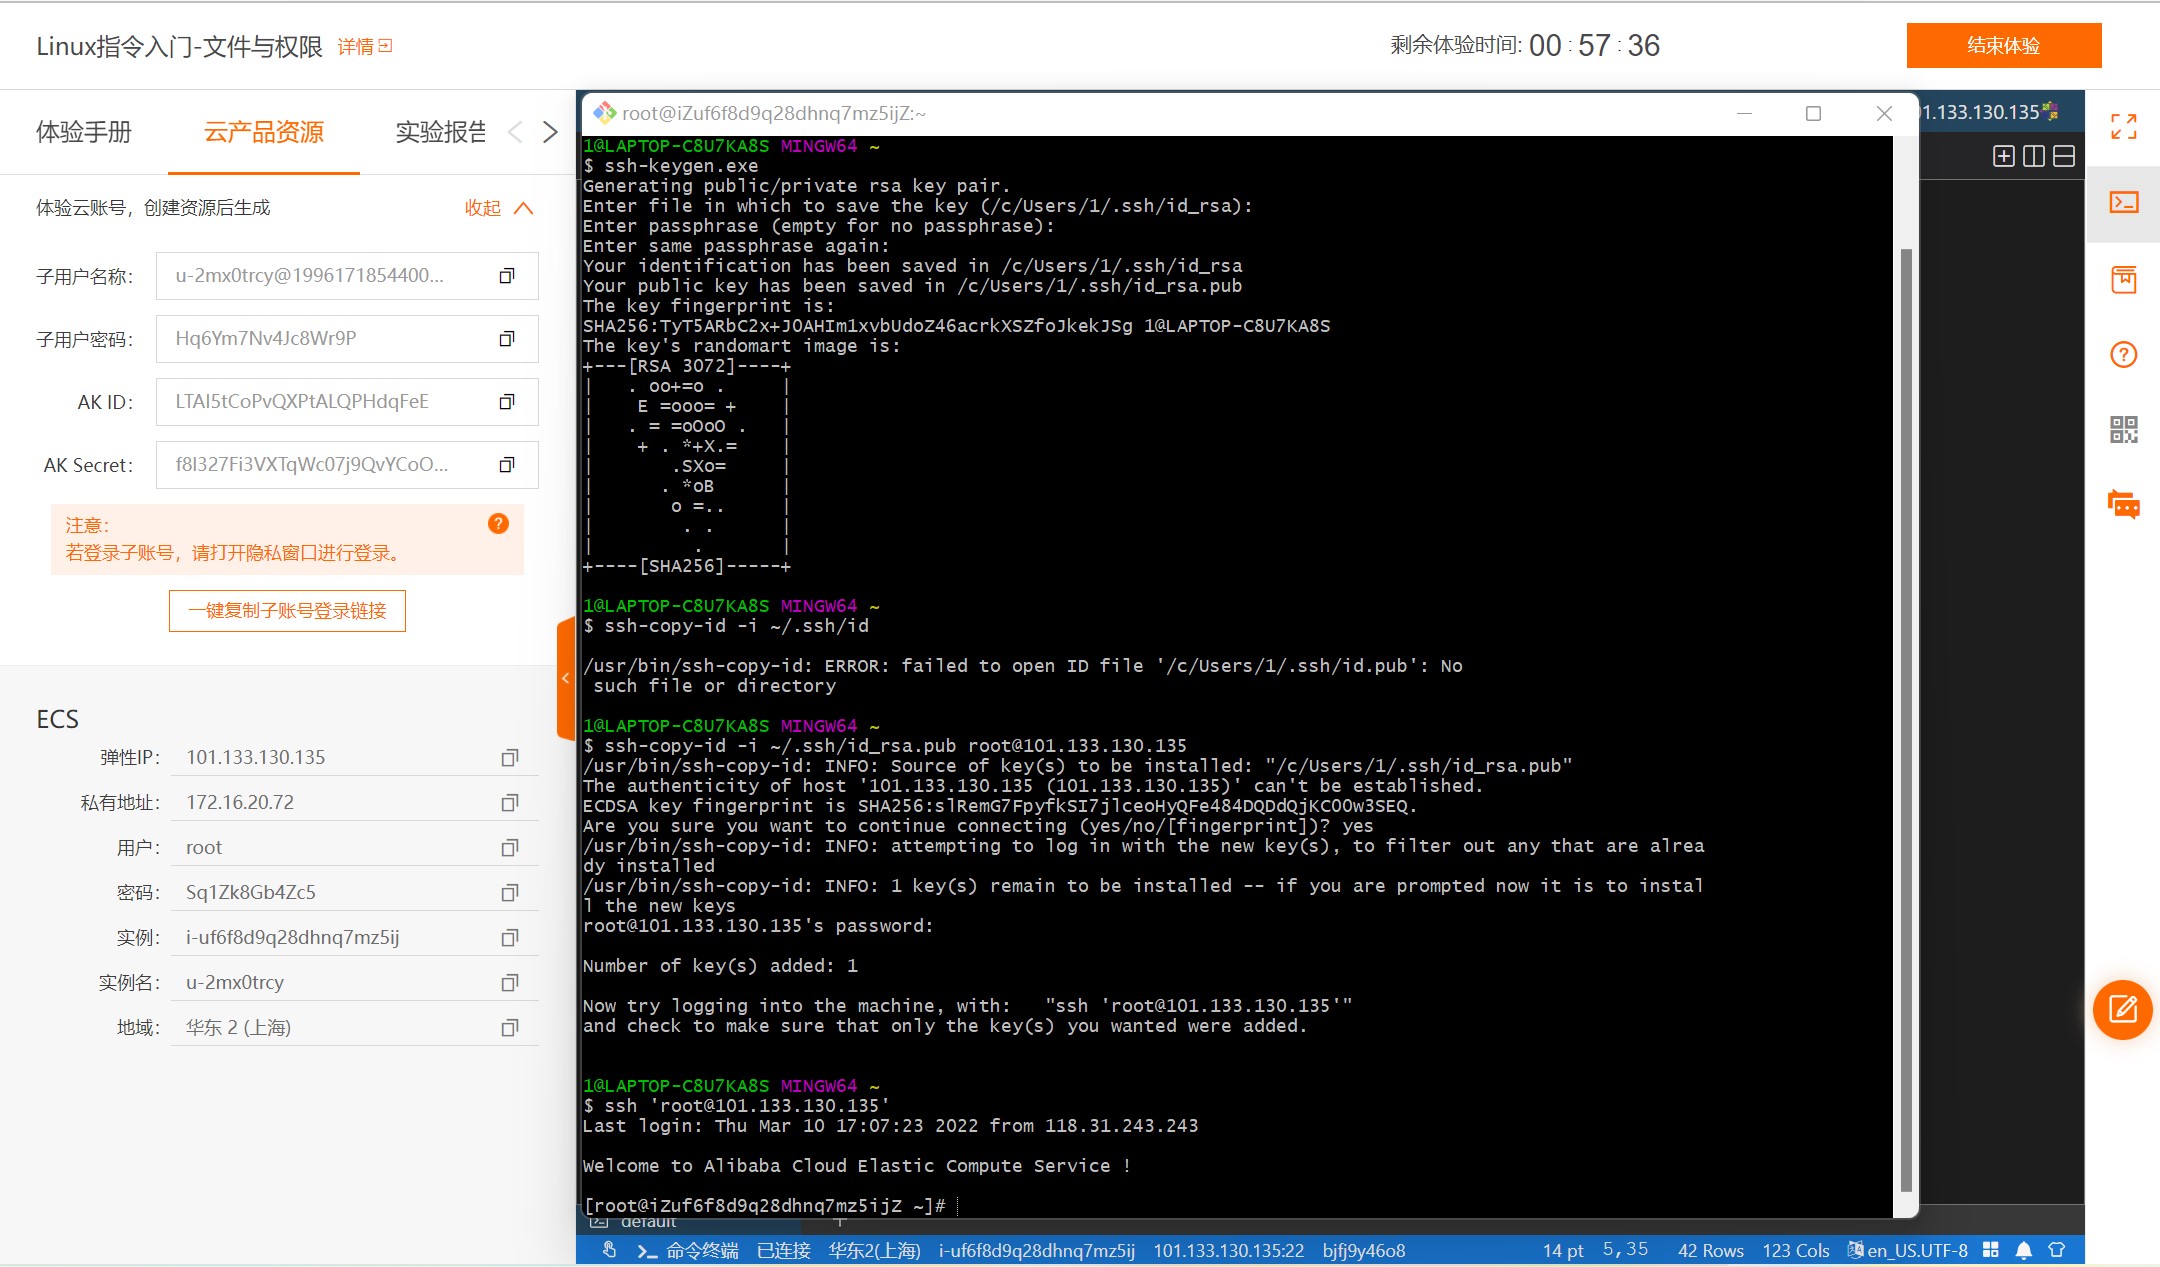 Linux指令入门-文件与权限 详情
剩余体验时间: 00 : 57 : 36
结束体验
体验手册 云产品资源 实验报告
体验云账号，创建资源后生成 收起
子用户名称： u-2mx0trcy@1996171854400...
子用户密码： Hq6Ym7Nv4Jc8Wr9P
AK ID： LTAI5tCoPvQXPtALQPHdqFeE
AK Secret： f8I327Fi3VXTqWc07j9QvYCoO...
注意：
若登录子账号，请打开隐私窗口进行登录。
一键复制子账号登录链接
ECS
弹性IP： 101.133.130.135
私有地址： 172.16.20.72
用户： root
密码： Sq1Zk8Gb4Zc5
实例： i-uf6f8d9q28dhnq7mz5ij
实例名： u-2mx0trcy
地域： 华东 2 (上海)
root@iZuf6f8d9q28dhnq7mz5ijZ:~
1.133.130.135
1@LAPTOP-C8U7KA8S MINGW64 ~
$ ssh-keygen.exe
Generating public/private rsa key pair.
Enter file in which to save the key (/c/Users/1/.ssh/id_rsa):
Enter passphrase (empty for no passphrase):
Enter same passphrase again:
Your identification has been saved in /c/Users/1/.ssh/id_rsa
Your public key has been saved in /c/Users/1/.ssh/id_rsa.pub
The key fingerprint is:
SHA256:TyT5ARbC2x+JOAHIm1xvbUdoZ46acrkXSZfoJkekJSg 1@LAPTOP-C8U7KA8S
The key's randomart image is:
+---[RSA 3072]----+
|   . oo+=o .     |
|    E =ooo= +    |
|   . = =oOoO .   |
|    + . *+X.=    |
|       .SXo=     |
|      . *oB      |
|       o =..     |
|        . .      |
|         .       |
+----[SHA256]-----+
1@LAPTOP-C8U7KA8S MINGW64 ~
$ ssh-copy-id -i ~/.ssh/id
/usr/bin/ssh-copy-id: ERROR: failed to open ID file '/c/Users/1/.ssh/id.pub': No
such file or directory
1@LAPTOP-C8U7KA8S MINGW64 ~
$ ssh-copy-id -i ~/.ssh/id_rsa.pub root@101.133.130.135
/usr/bin/ssh-copy-id: INFO: Source of key(s) to be installed: "/c/Users/1/.ssh/id_rsa.pub"
The authenticity of host '101.133.130.135 (101.133.130.135)' can't be established.
ECDSA key fingerprint is SHA256:slRemG7FpyfkSI7jlceoHyQFe484DQDdQjKC00w3SEQ.
Are you sure you want to continue connecting (yes/no/[fingerprint])? yes
/usr/bin/ssh-copy-id: INFO: attempting to log in with the new key(s), to filter out any that are alrea
dy installed
/usr/bin/ssh-copy-id: INFO: 1 key(s) remain to be installed -- if you are prompted now it is to instal
l the new keys
root@101.133.130.135's password:
Number of key(s) added: 1
Now try logging into the machine, with:   "ssh 'root@101.133.130.135'"
and check to make sure that only the key(s) you wanted were added.
1@LAPTOP-C8U7KA8S MINGW64 ~
$ ssh 'root@101.133.130.135'
Last login: Thu Mar 10 17:07:23 2022 from 118.31.243.243
Welcome to Alibaba Cloud Elastic Compute Service !
[root@iZuf6f8d9q28dhnq7mz5ijZ ~]#
default
命令终端 已连接 华东2(上海) i-uf6f8d9q28dhnq7mz5ij 101.133.130.135:22 bjfj9y46o8 14 pt 5,35 42 Rows 123 Cols en_US.UTF-8